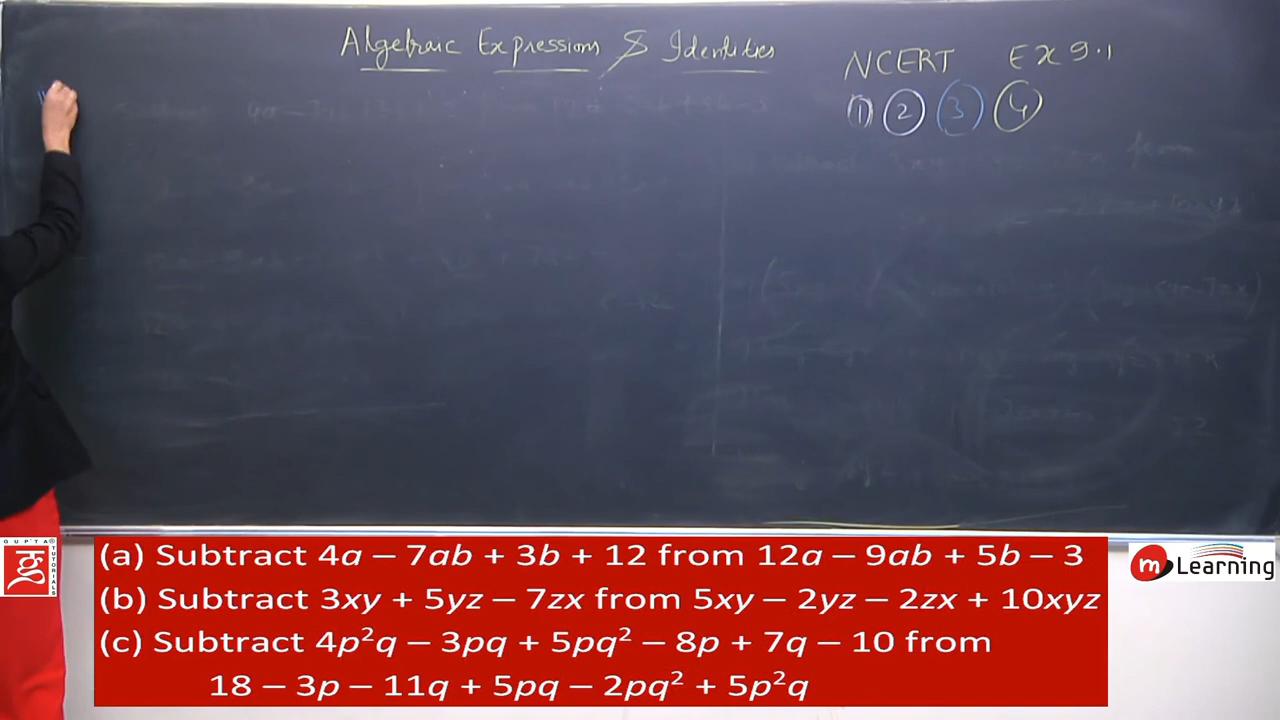 Algebraic Expressions & Identities
NCERT Ex 9.1
① ② ③ ④
(a) Subtract 4a − 7ab + 3b + 12 from 12a − 9ab + 5b − 3
(b) Subtract 3xy + 5yz − 7zx from 5xy − 2yz − 2zx + 10xyz
(c) Subtract 4p²q − 3pq + 5pq² − 8p + 7q − 10 from
18 − 3p − 11q + 5pq − 2pq² + 5p²q
GUPTA® TUTORIALS
m Learning